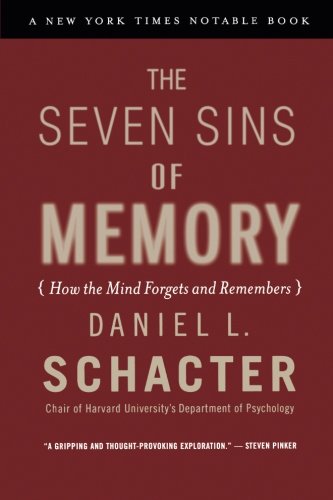 A NEW YORK TIMES NOTABLE BOOK
THE
SEVEN SINS
OF
MEMORY
{ How the Mind Forgets and Remembers }
DANIEL L.
SCHACTER
Chair of Harvard University's Department of Psychology
"A GRIPPING AND THOUGHT-PROVOKING EXPLORATION." — STEVEN PINKER